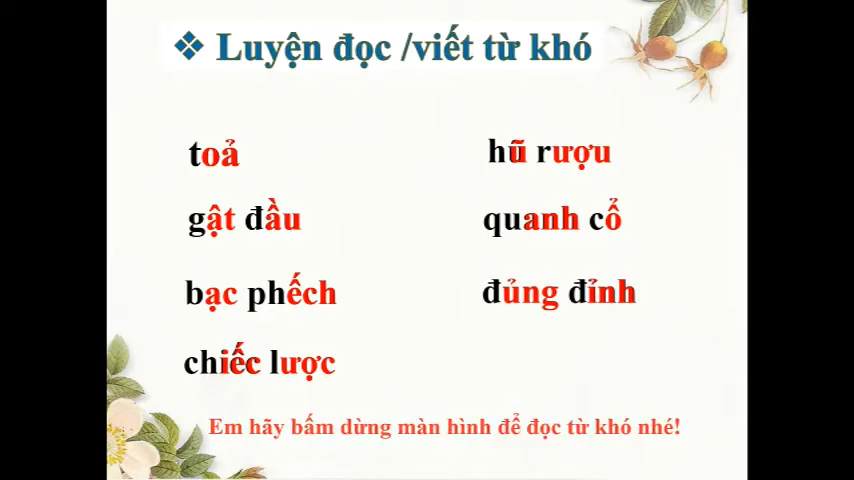 ❖ Luyện đọc /viết từ khó
toả
gật đầu
bạc phếch
chiếc lược
hũ rượu
quanh cổ
đủng đỉnh
Em hãy bấm dừng màn hình để đọc từ khó nhé!